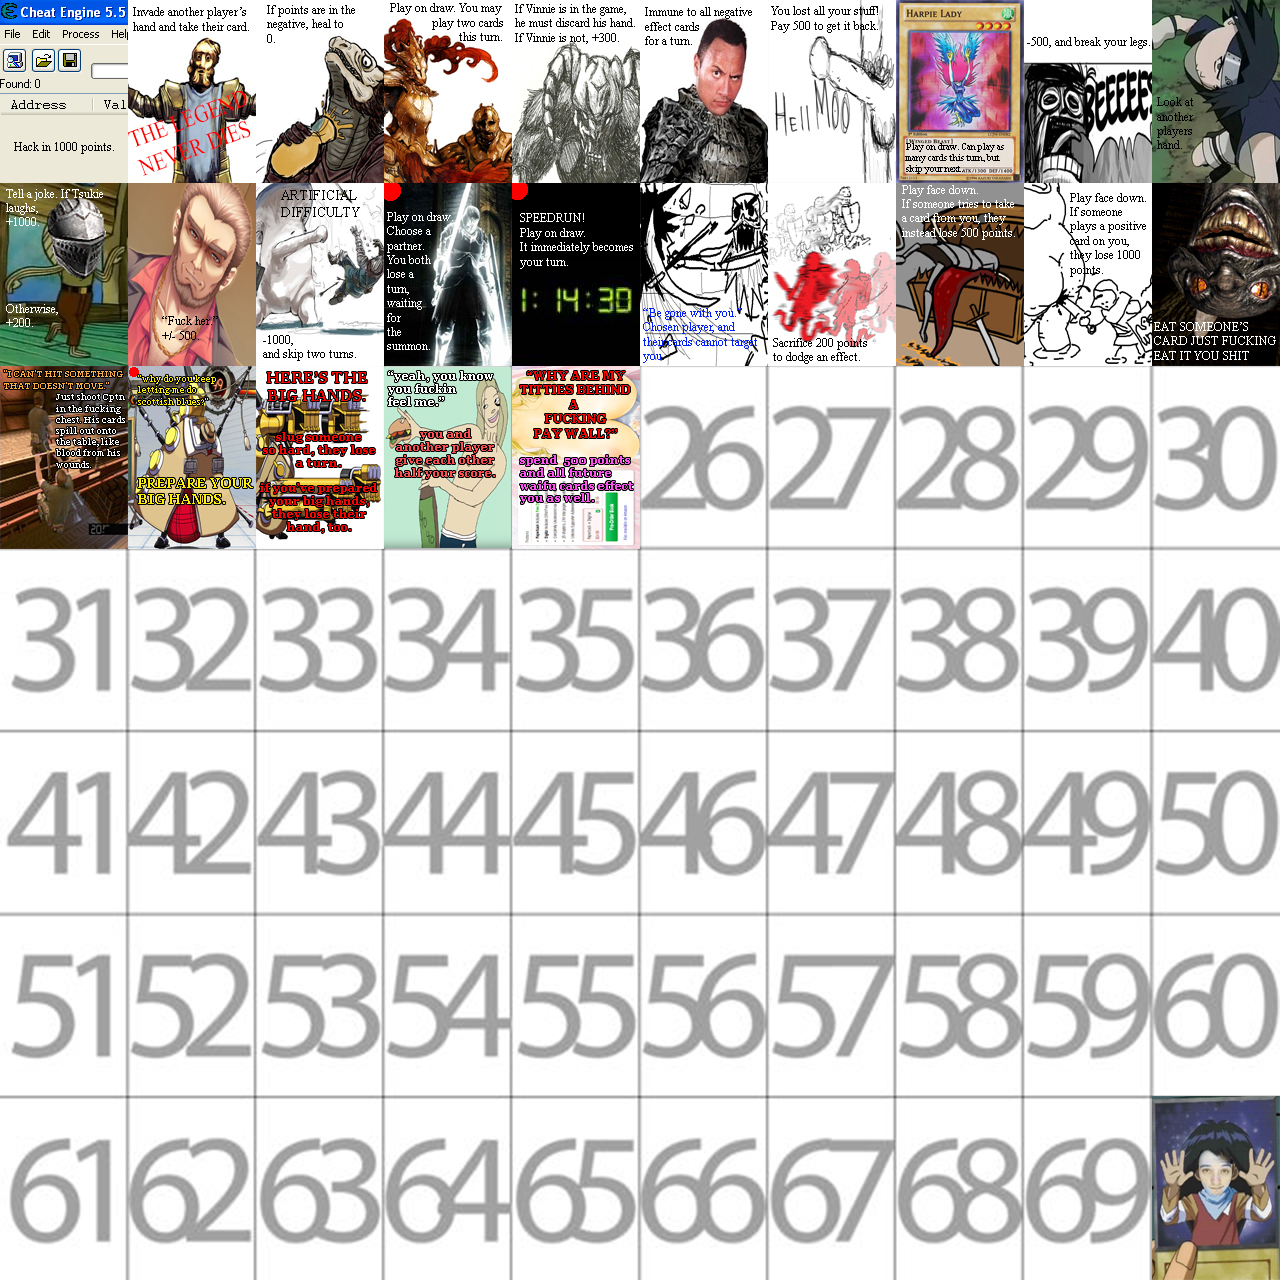 Cheat Engine 5.5
File Edit Process Help
Found: 0
Address Val
Hack in 1000 points.
Invade another player's
hand and take their card.
THE LEGEND
NEVER DIES
If points are in the
negative, heal to
0.
Play on draw. You may
play two cards
this turn.
If Vinnie is in the game,
he must discard his hand.
If Vinnie is not, +300.
Immune to all negative
effect cards
for a turn.
You lost all your stuff!
Pay 500 to get it back.
Hell MOO
HARPIE LADY
[WINGED BEAST]
Play on draw. Can play as
many cards this turn, but
skip your next.
ATK/1300 DEF/1400
-500, and break your legs.
BEEEEE
Look at
another
players
hand.
Tell a joke. If Tsukie
laughs,
+1000.
Otherwise,
+200.
"Fuck her."
+/- 500.
ARTIFICIAL
DIFFICULTY
-1000,
and skip two turns.
Play on draw.
Choose a
partner.
You both
lose a
turn,
waiting
for
the
summon.
SPEEDRUN!
Play on draw.
It immediately becomes
your turn.
1:14:30
"Be gone with you."
Chosen player, and
their cards cannot target
you.
Sacrifice 200 points
to dodge an effect.
Play face down.
If someone tries to take
a card from you, they
instead lose 500 points.
Play face down.
If someone
plays a positive
card on you,
they lose 1000
points.
EAT SOMEONE'S
CARD JUST FUCKING
EAT IT YOU SHIT
"I CAN'T HIT SOMETHING
THAT DOESN'T MOVE."
Just shoot Cptn
in the fucking
chest. His cards
spill out onto
the table, like
blood from his
wounds.
"why do you keep
letting me do
scottish blues?"
PREPARE YOUR
BIG HANDS.
HERE'S THE
BIG HANDS.
slug someone
so hard, they lose
a turn.
if you've prepared
your big hands,
they lose their
hand, too.
"yeah, you know
you fuckin
feel me."
you and
another player
give each other
half your score.
"WHY ARE MY
TITTIES BEHIND
A
FUCKING
PAY WALL?"
spend 500 points
and all future
waifu cards effect
you as well.
26 27 28 29 30
31 32 33 34 35 36 37 38 39 40
41 42 43 44 45 46 47 48 49 50
51 52 53 54 55 56 57 58 59 60
61 62 63 64 65 66 67 68 69